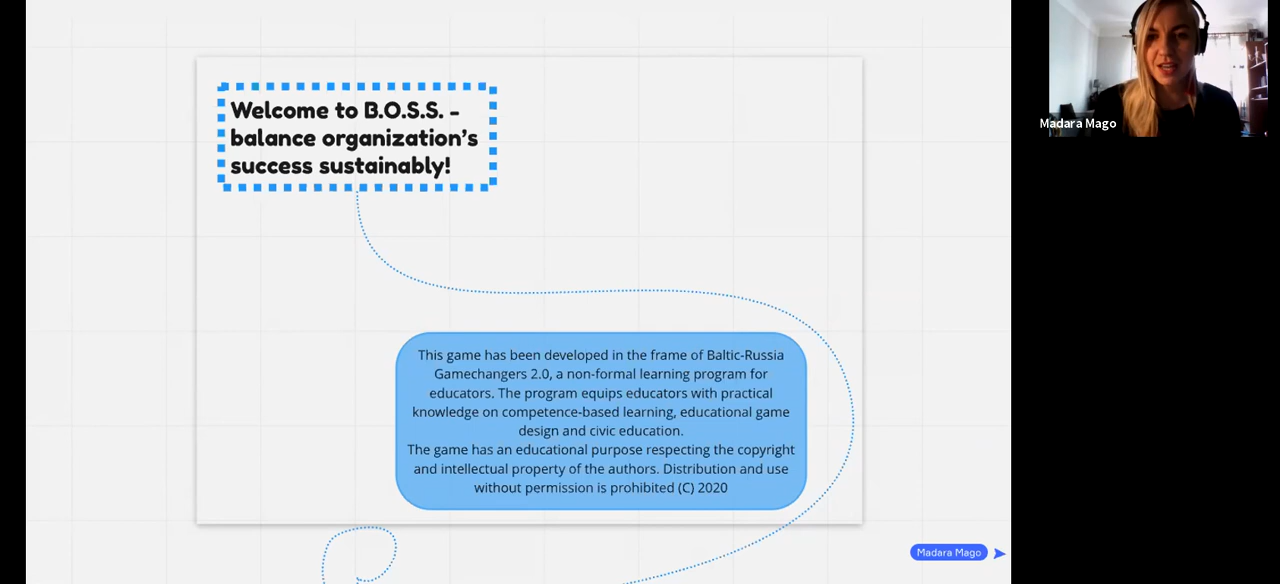 Welcome to B.O.S.S. -
balance organization's
success sustainably!
This game has been developed in the frame of Baltic-Russia
Gamechangers 2.0, a non-formal learning program for
educators. The program equips educators with practical
knowledge on competence-based learning, educational game
design and civic education.
The game has an educational purpose respecting the copyright
and intellectual property of the authors. Distribution and use
without permission is prohibited (C) 2020
Madara Mago
Madara Mago